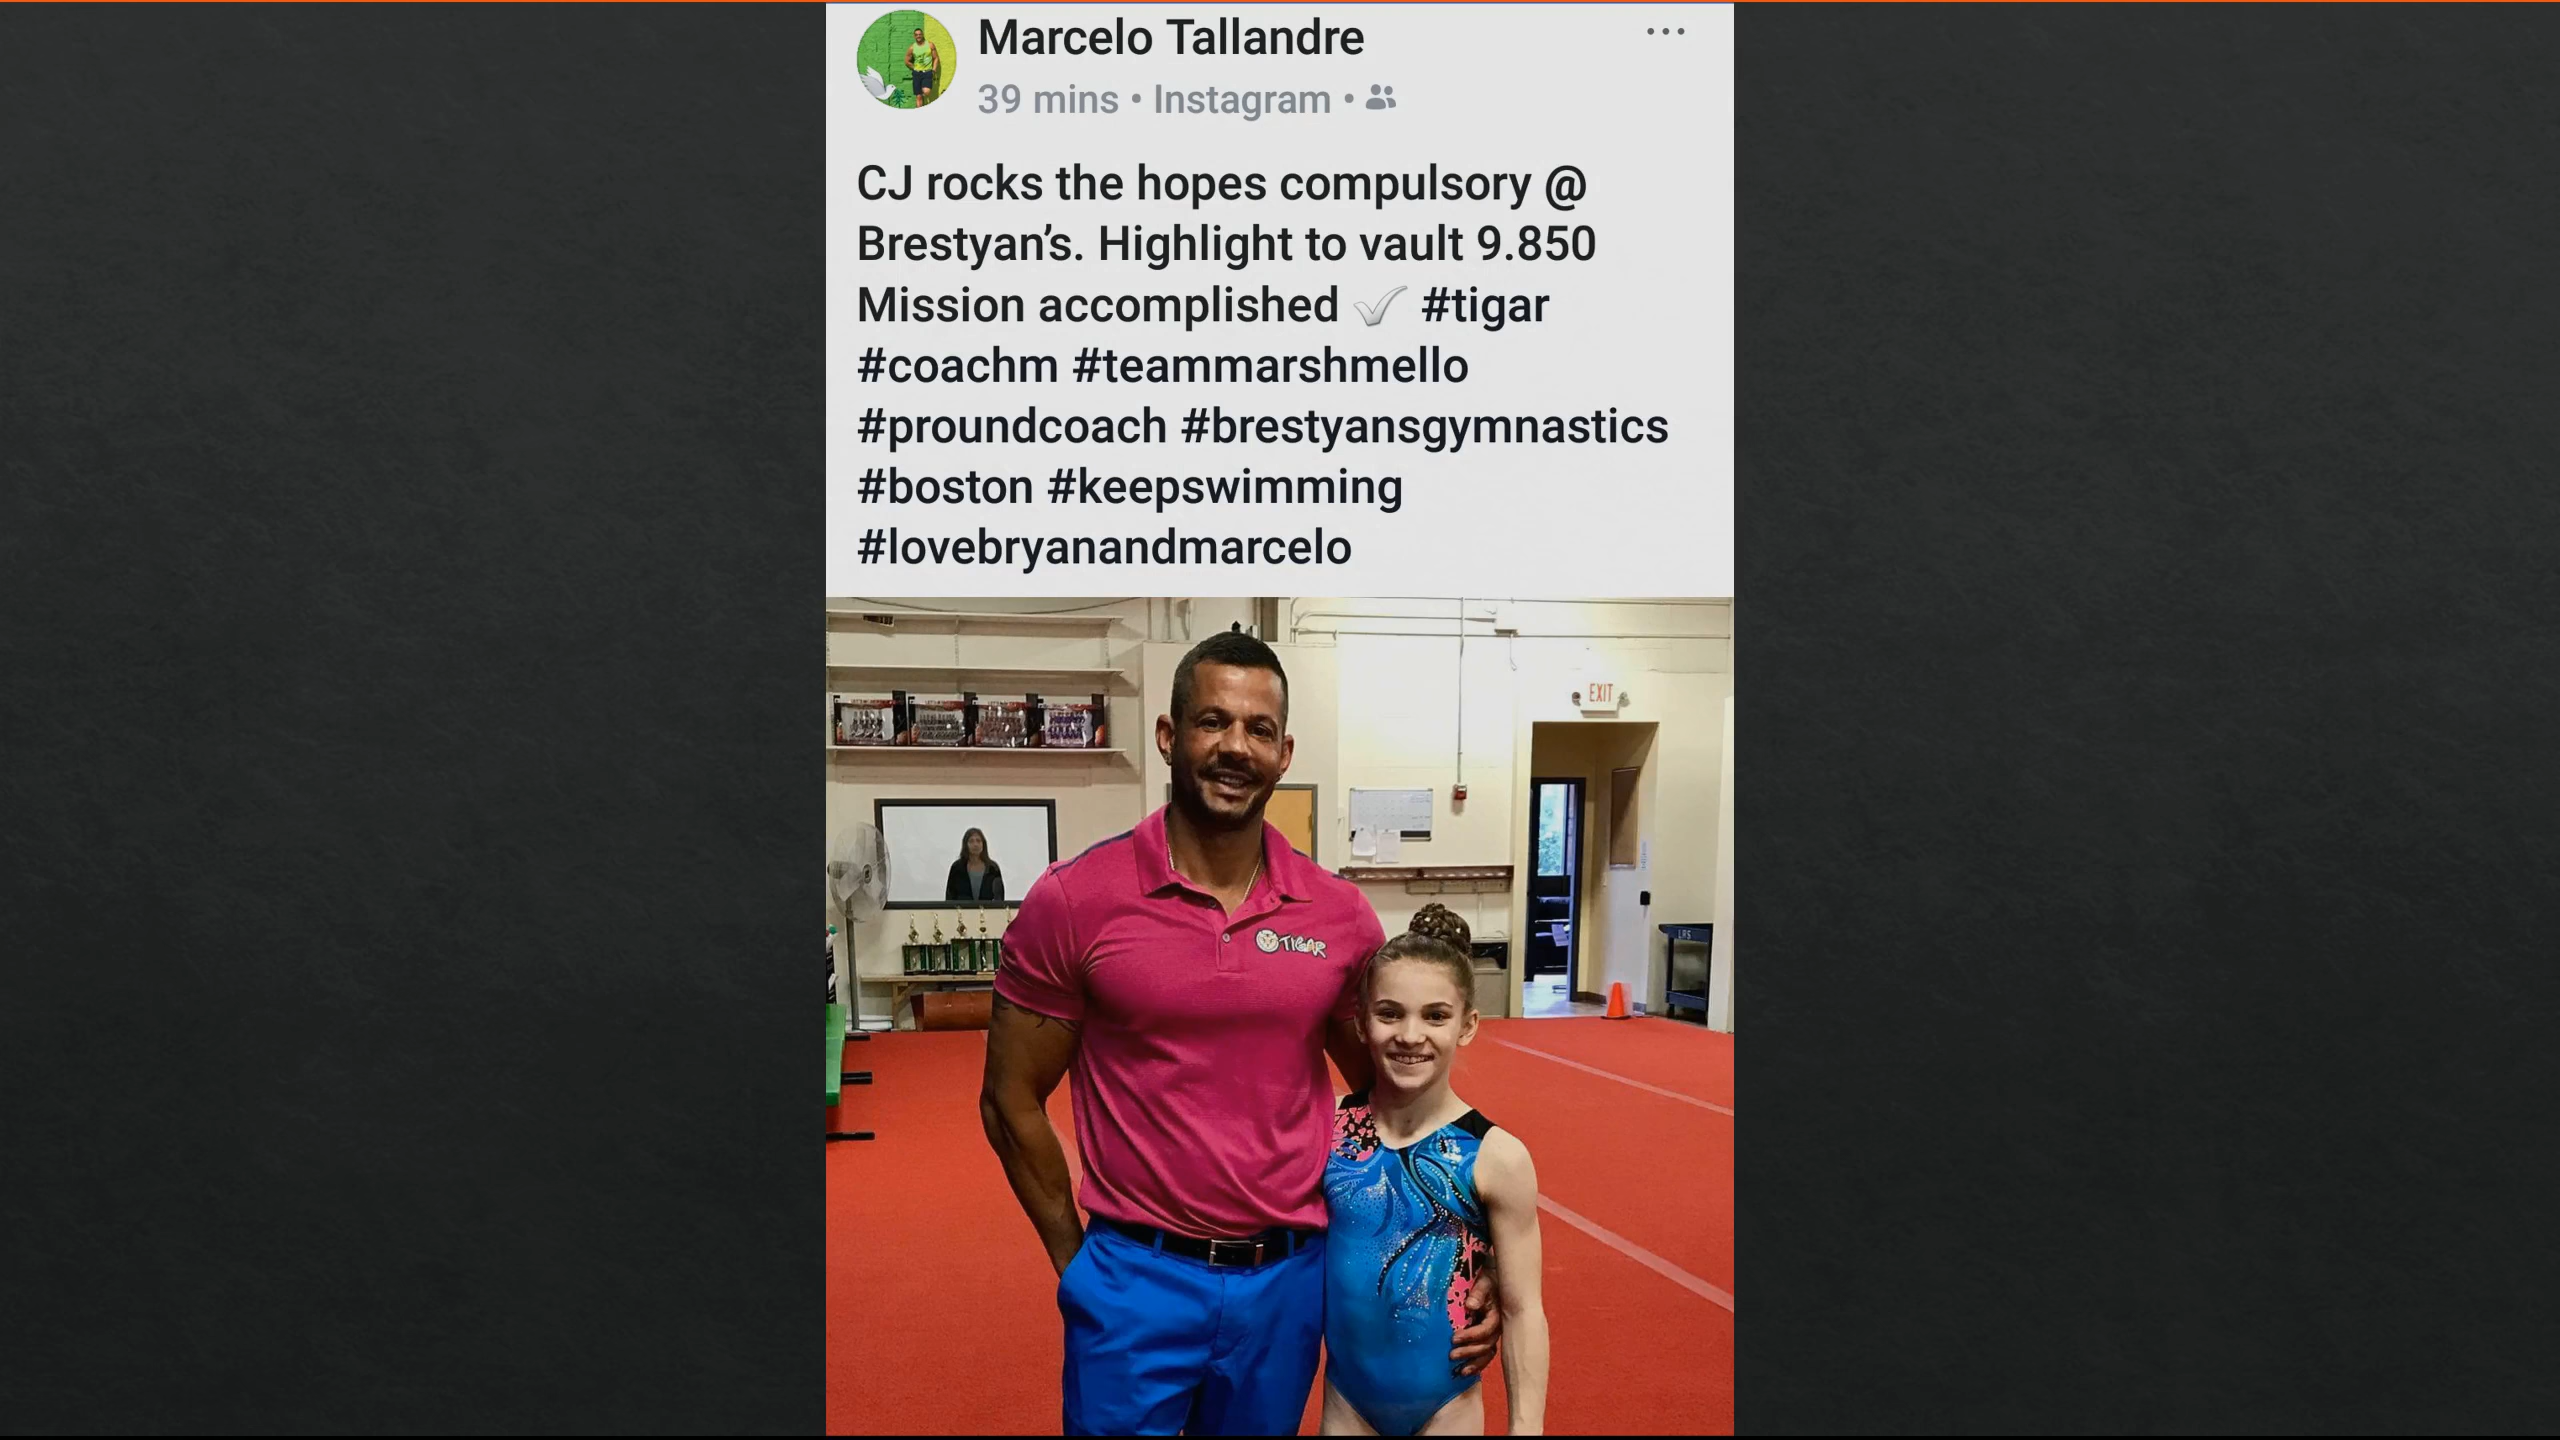 Marcelo Tallandre
39 mins • Instagram •
CJ rocks the hopes compulsory @
Brestyan's. Highlight to vault 9.850
Mission accomplished ✓ #tigar
#coachm #teammarshmello
#proundcoach #brestyansgymnastics
#boston #keepswimming
#lovebryanandmarcelo
EXIT
TIGAR
LRS